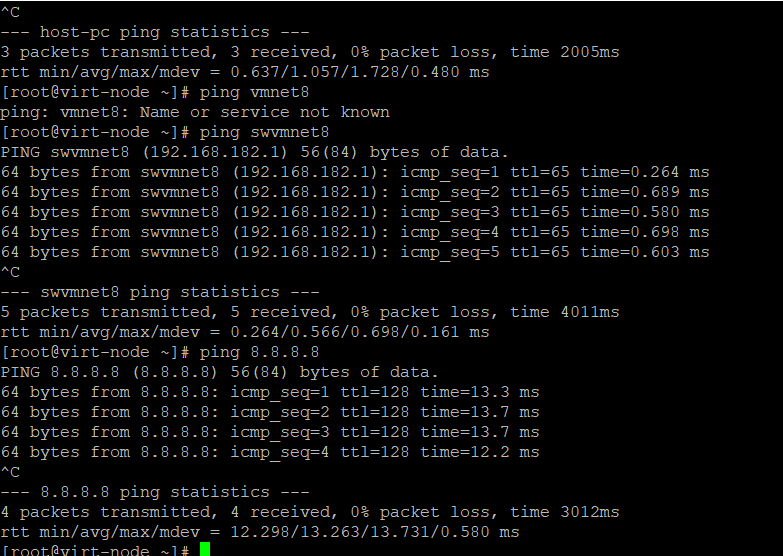 ^C
--- host-pc ping statistics ---
3 packets transmitted, 3 received, 0% packet loss, time 2005ms
rtt min/avg/max/mdev = 0.637/1.057/1.728/0.480 ms
[root@virt-node ~]# ping vmnet8
ping: vmnet8: Name or service not known
[root@virt-node ~]# ping swvmnet8
PING swvmnet8 (192.168.182.1) 56(84) bytes of data.
64 bytes from swvmnet8 (192.168.182.1): icmp_seq=1 ttl=65 time=0.264 ms
64 bytes from swvmnet8 (192.168.182.1): icmp_seq=2 ttl=65 time=0.689 ms
64 bytes from swvmnet8 (192.168.182.1): icmp_seq=3 ttl=65 time=0.580 ms
64 bytes from swvmnet8 (192.168.182.1): icmp_seq=4 ttl=65 time=0.698 ms
64 bytes from swvmnet8 (192.168.182.1): icmp_seq=5 ttl=65 time=0.603 ms
^C
--- swvmnet8 ping statistics ---
5 packets transmitted, 5 received, 0% packet loss, time 4011ms
rtt min/avg/max/mdev = 0.264/0.566/0.698/0.161 ms
[root@virt-node ~]# ping 8.8.8.8
PING 8.8.8.8 (8.8.8.8) 56(84) bytes of data.
64 bytes from 8.8.8.8: icmp_seq=1 ttl=128 time=13.3 ms
64 bytes from 8.8.8.8: icmp_seq=2 ttl=128 time=13.7 ms
64 bytes from 8.8.8.8: icmp_seq=3 ttl=128 time=13.7 ms
64 bytes from 8.8.8.8: icmp_seq=4 ttl=128 time=12.2 ms
^C
--- 8.8.8.8 ping statistics ---
4 packets transmitted, 4 received, 0% packet loss, time 3012ms
rtt min/avg/max/mdev = 12.298/13.263/13.731/0.580 ms
[root@virt-node ~]#